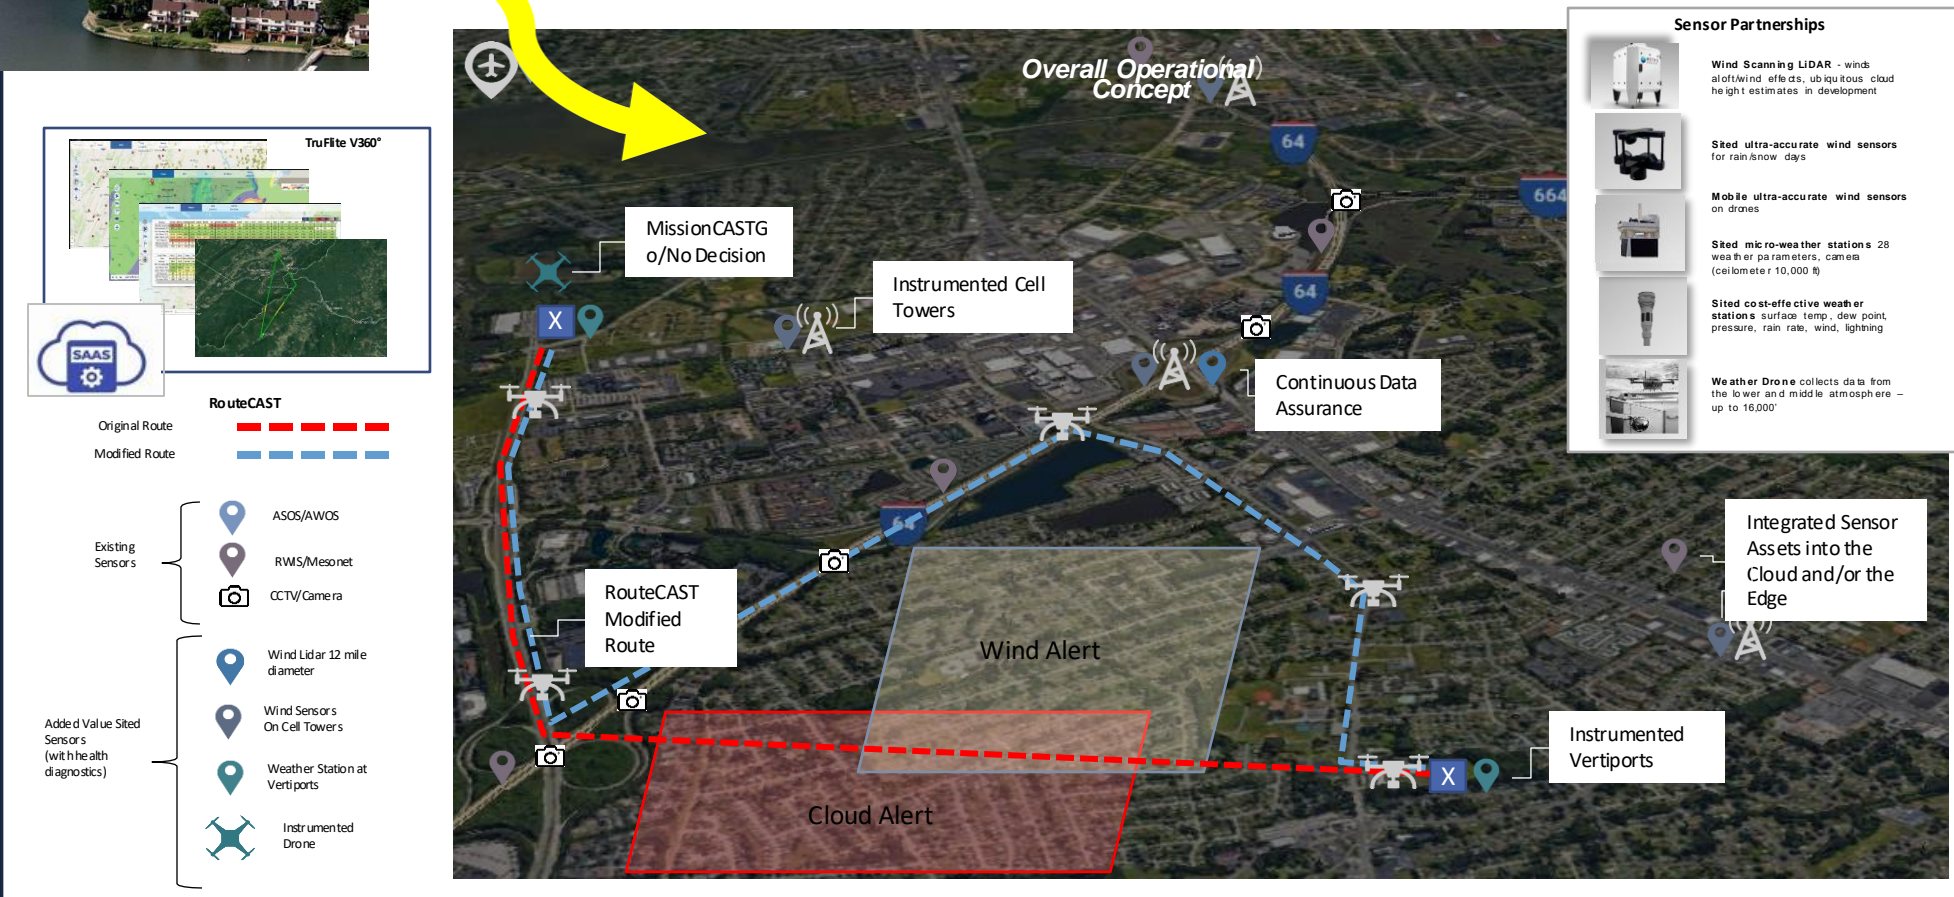 TruFlite V360°
SAAS
RouteCAST
Original Route
Modified Route
Existing
Sensors
ASOS/AWOS
RWIS/Mesonet
CCTV/Camera
Added Value Sited
Sensors
(with health
diagnostics)
Wind Lidar 12 mile
diameter
Wind Sensors
On Cell Towers
Weather Station at
Vertiports
Instrumented
Drone
Overall Operational
Concept
64
664
64
64
MissionCASTG
o/No Decision
X
Instrumented Cell
Towers
Continuous Data
Assurance
RouteCAST
Modified
Route
Wind Alert
Cloud Alert
Integrated Sensor
Assets into the
Cloud and/or the
Edge
Instrumented
Vertiports
X
Sensor Partnerships
Wind Scanning LiDAR - winds
aloft/wind effects, ubiquitous cloud
height estimates in development
Sited ultra-accurate wind sensors
for rain/snow days
Mobile ultra-accurate wind sensors
on drones
Sited micro-weather stations 28
weather parameters, camera
(ceilometer 10,000 ft)
Sited cost-effective weather
stations surface temp, dew point,
pressure, rain rate, wind, lightning
Weather Drone collects data from
the lower and middle atmosphere –
up to 16,000'